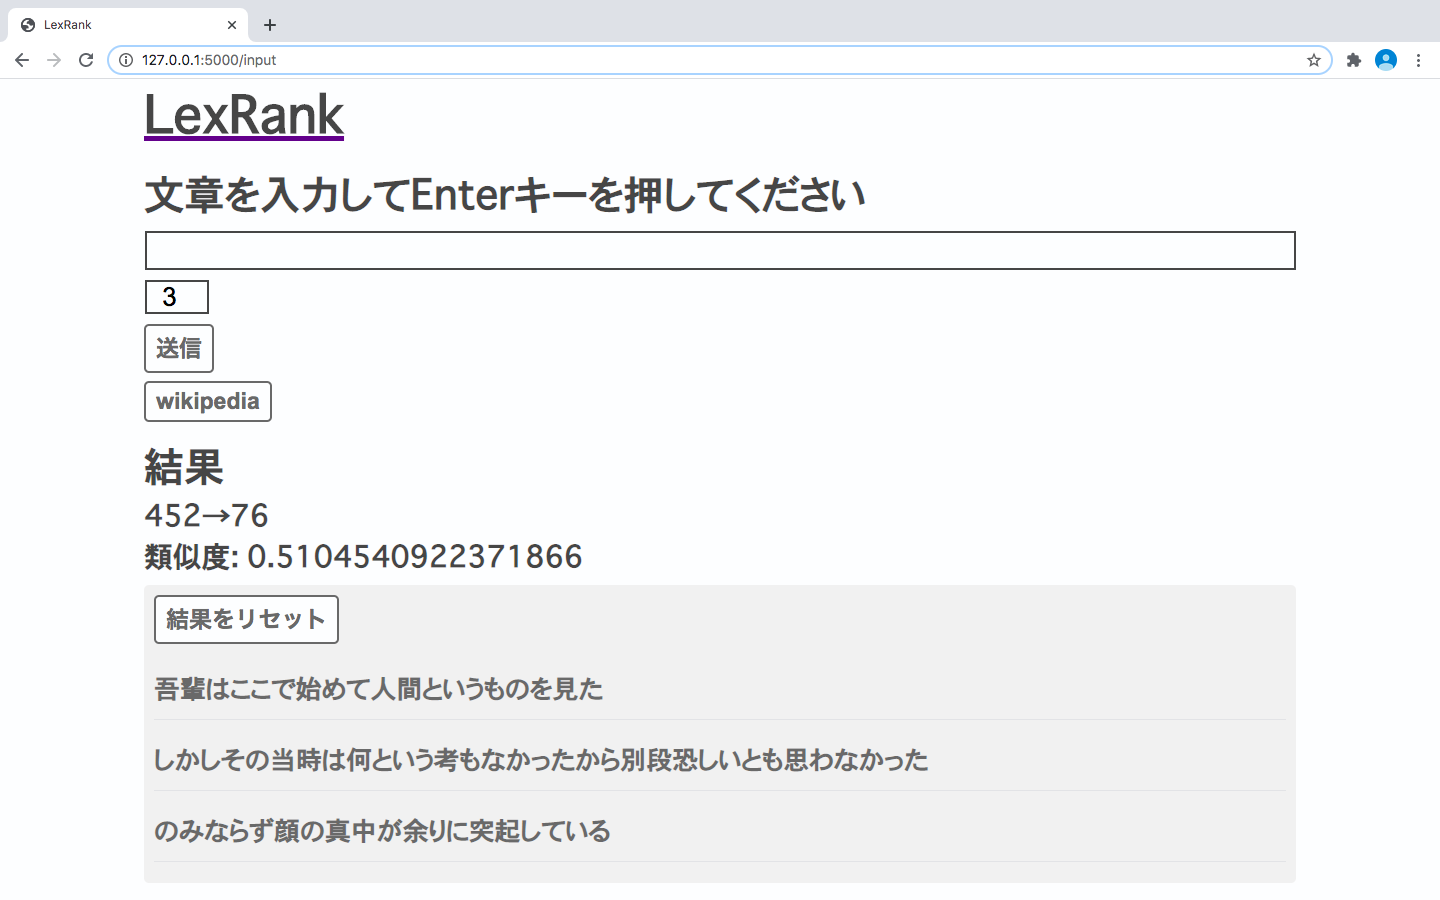 LexRank
127.0.0.1:5000/input
LexRank
文章を入力してEnterキーを押してください
3
送信
wikipedia
結果
452→76
類似度: 0.5104540922371866
結果をリセット
吾輩はここで始めて人間というものを見た
しかしその当時は何という考もなかったから別段恐しいとも思わなかった
のみならず顔の真中が余りに突起している